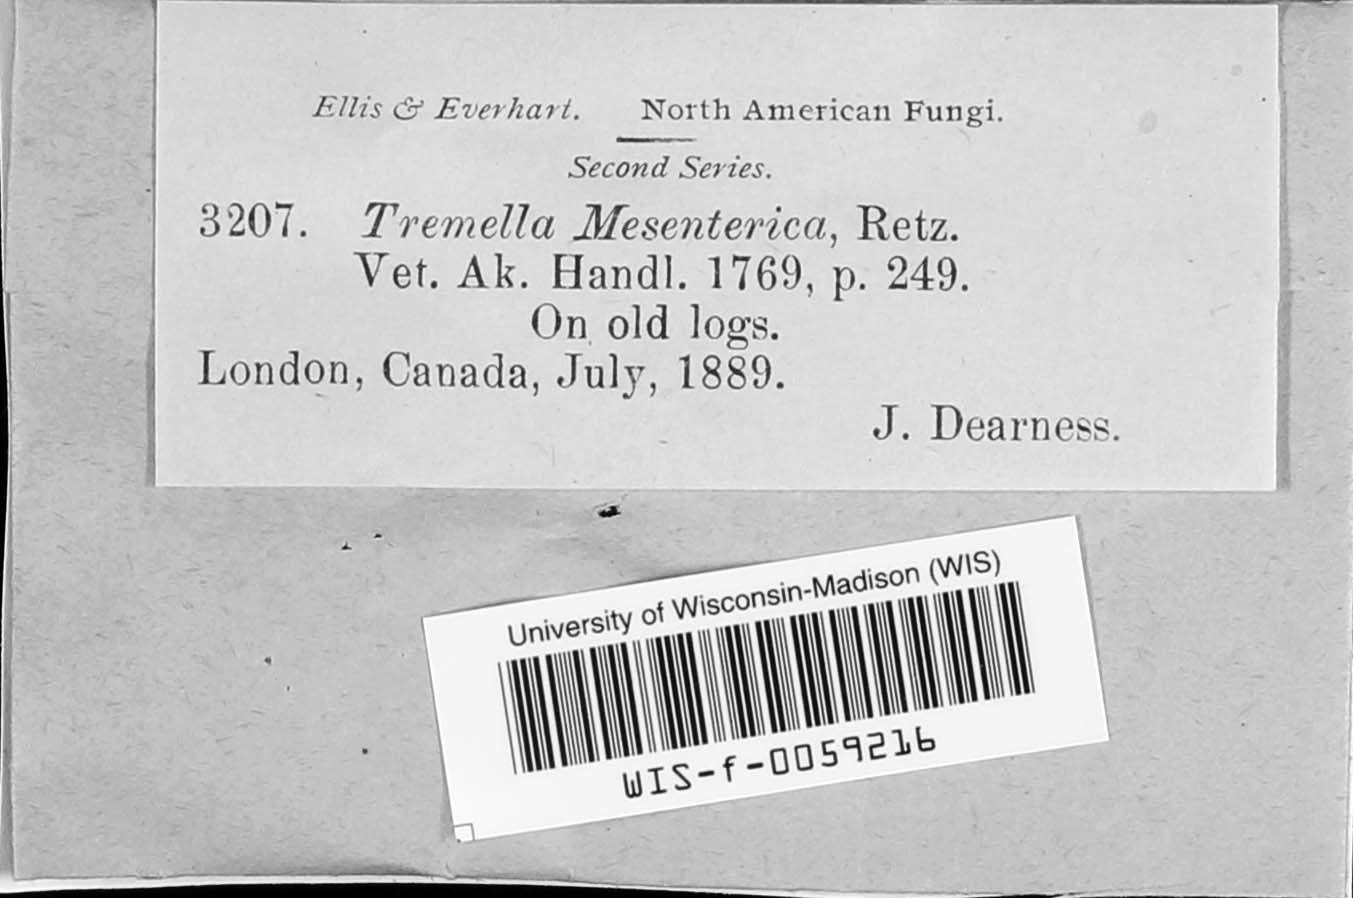 Ellis & Everhart. North American Fungi.
Second Series.
3207. Tremella Mesenterica, Retz.
Vet. Ak. Handl. 1769, p. 249.
On old logs.
London, Canada, July, 1889.
J. Dearness.
University of Wisconsin-Madison (WIS)
WIS-f-0059216